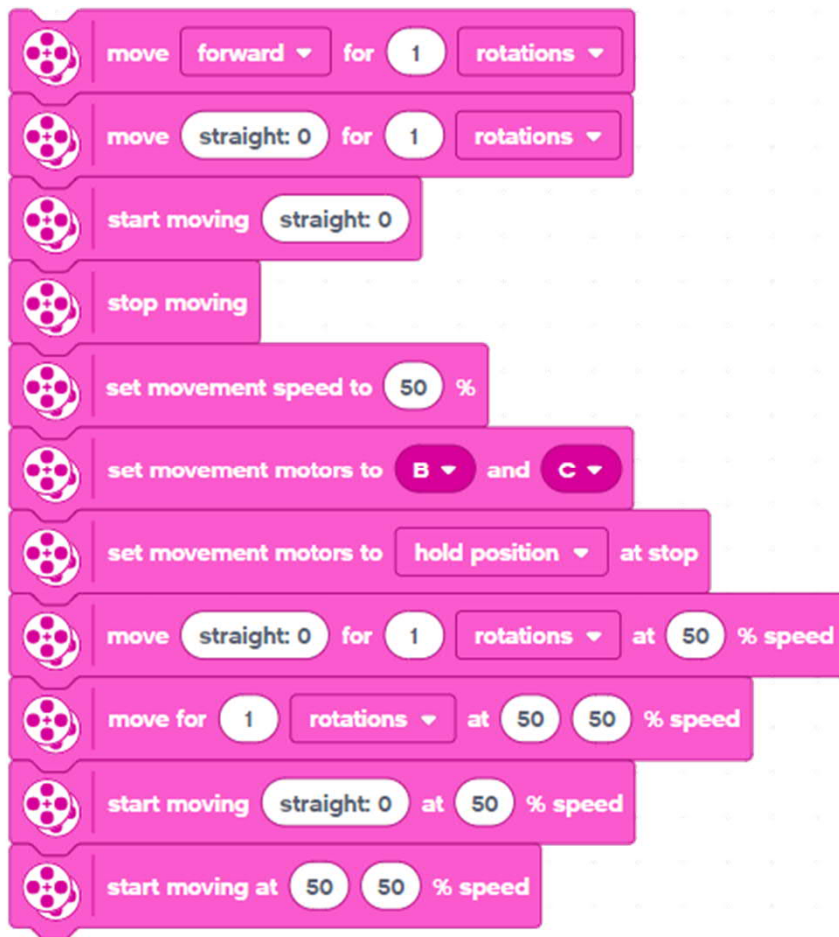 move forward for 1 rotations
move straight: 0 for 1 rotations
start moving straight: 0
stop moving
set movement speed to 50 %
set movement motors to B and C
set movement motors to hold position at stop
move straight: 0 for 1 rotations at 50 % speed
move for 1 rotations at 50 50 % speed
start moving straight: 0 at 50 % speed
start moving at 50 50 % speed